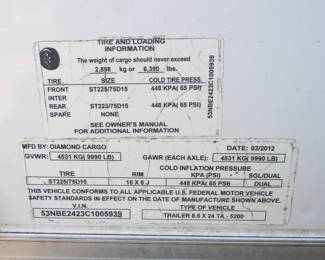 TIRE AND LOADING
INFORMATION
The weight of cargo should never exceed
2,898 kg or 6,390 lbs.
TIRE SIZE COLD TIRE PRESS.
FRONT ST225/75D15 448 KPA( 65 PSI)
INTER
REAR ST225/75D15 448 KPA( 65 PSI)
SPARE NONE
SEE OWNER'S MANUAL
FOR ADDITIONAL INFORMATION
53NBE2423C1005939
MFD BY: DIAMOND CARGO DATE 02/2012
GVWR: 4531 KG( 9990 LB) GAWR (EACH AXLE): 4531 KG( 9990 LB)
COLD INFLATION PRESSURE
TIRE RIM KPA (PSI) SGL/DUAL
ST225/75D15 15 X 6 J 448 KPA( 65 PSI) DUAL
THIS VEHICLE CONFORMS TO ALL APPLICABLE U.S. FEDERAL MOTOR VEHICLE
SAFETY STANDARDS IN EFFECT ON THE DATE OF MANUFACTURE SHOWN ABOVE.
V.I.N. TYPE OF VEHICLE
53NBE2423C1005939 TRAILER 8.5 X 24 TA - 5200